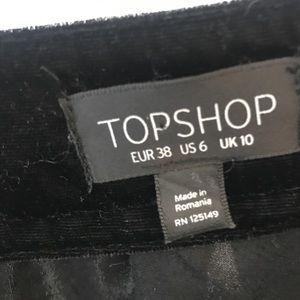 TOPSHOP
EUR 38 US 6 UK 10
Made in
Romania
RN 125149